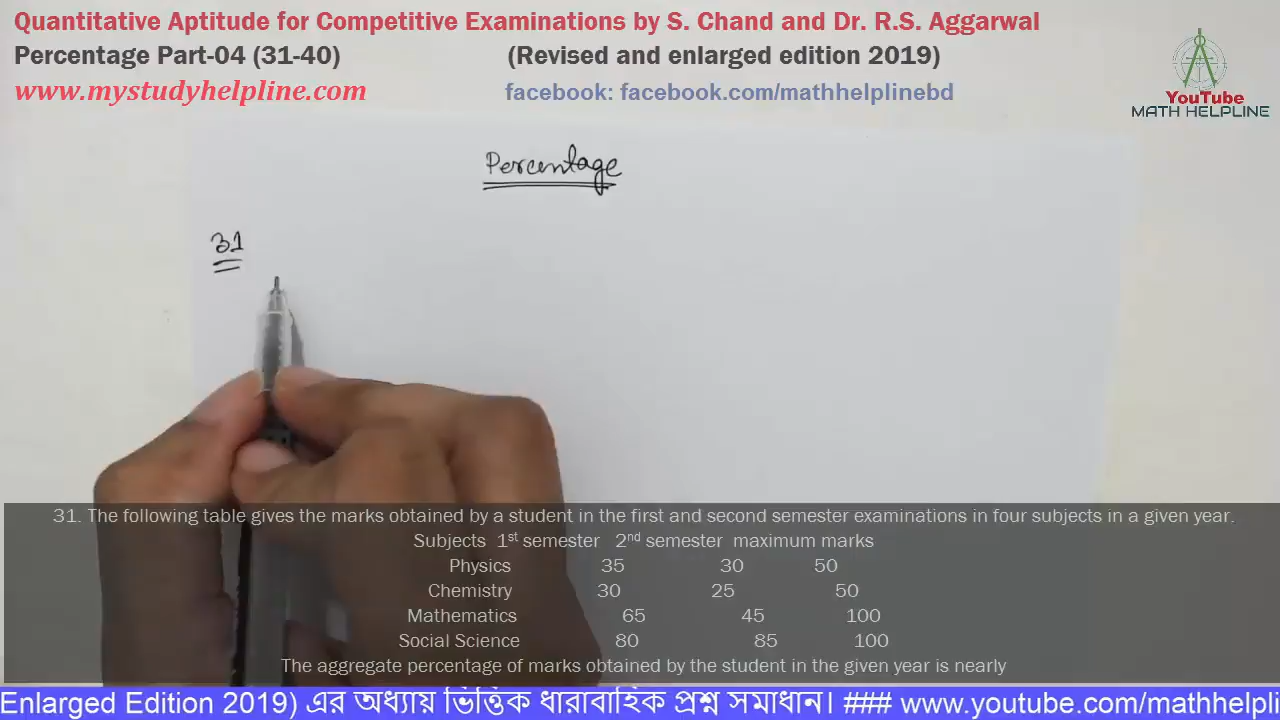 Quantitative Aptitude for Competitive Examinations by S. Chand and Dr. R.S. Aggarwal
Percentage Part-04 (31-40) (Revised and enlarged edition 2019)
www.mystudyhelpline.com facebook: facebook.com/mathhelplinebd
YouTube
MATH HELPLINE
Percentage
31
31. The following table gives the marks obtained by a student in the first and second semester examinations in four subjects in a given year.
Subjects 1st semester 2nd semester maximum marks
Physics 35 30 50
Chemistry 30 25 50
Mathematics 65 45 100
Social Science 80 85 100
The aggregate percentage of marks obtained by the student in the given year is nearly
Enlarged Edition 2019) এর অধ্যায় ভিত্তিক ধারাবাহিক প্রশ্ন সমাধান। ### www.youtube.com/mathhelpli